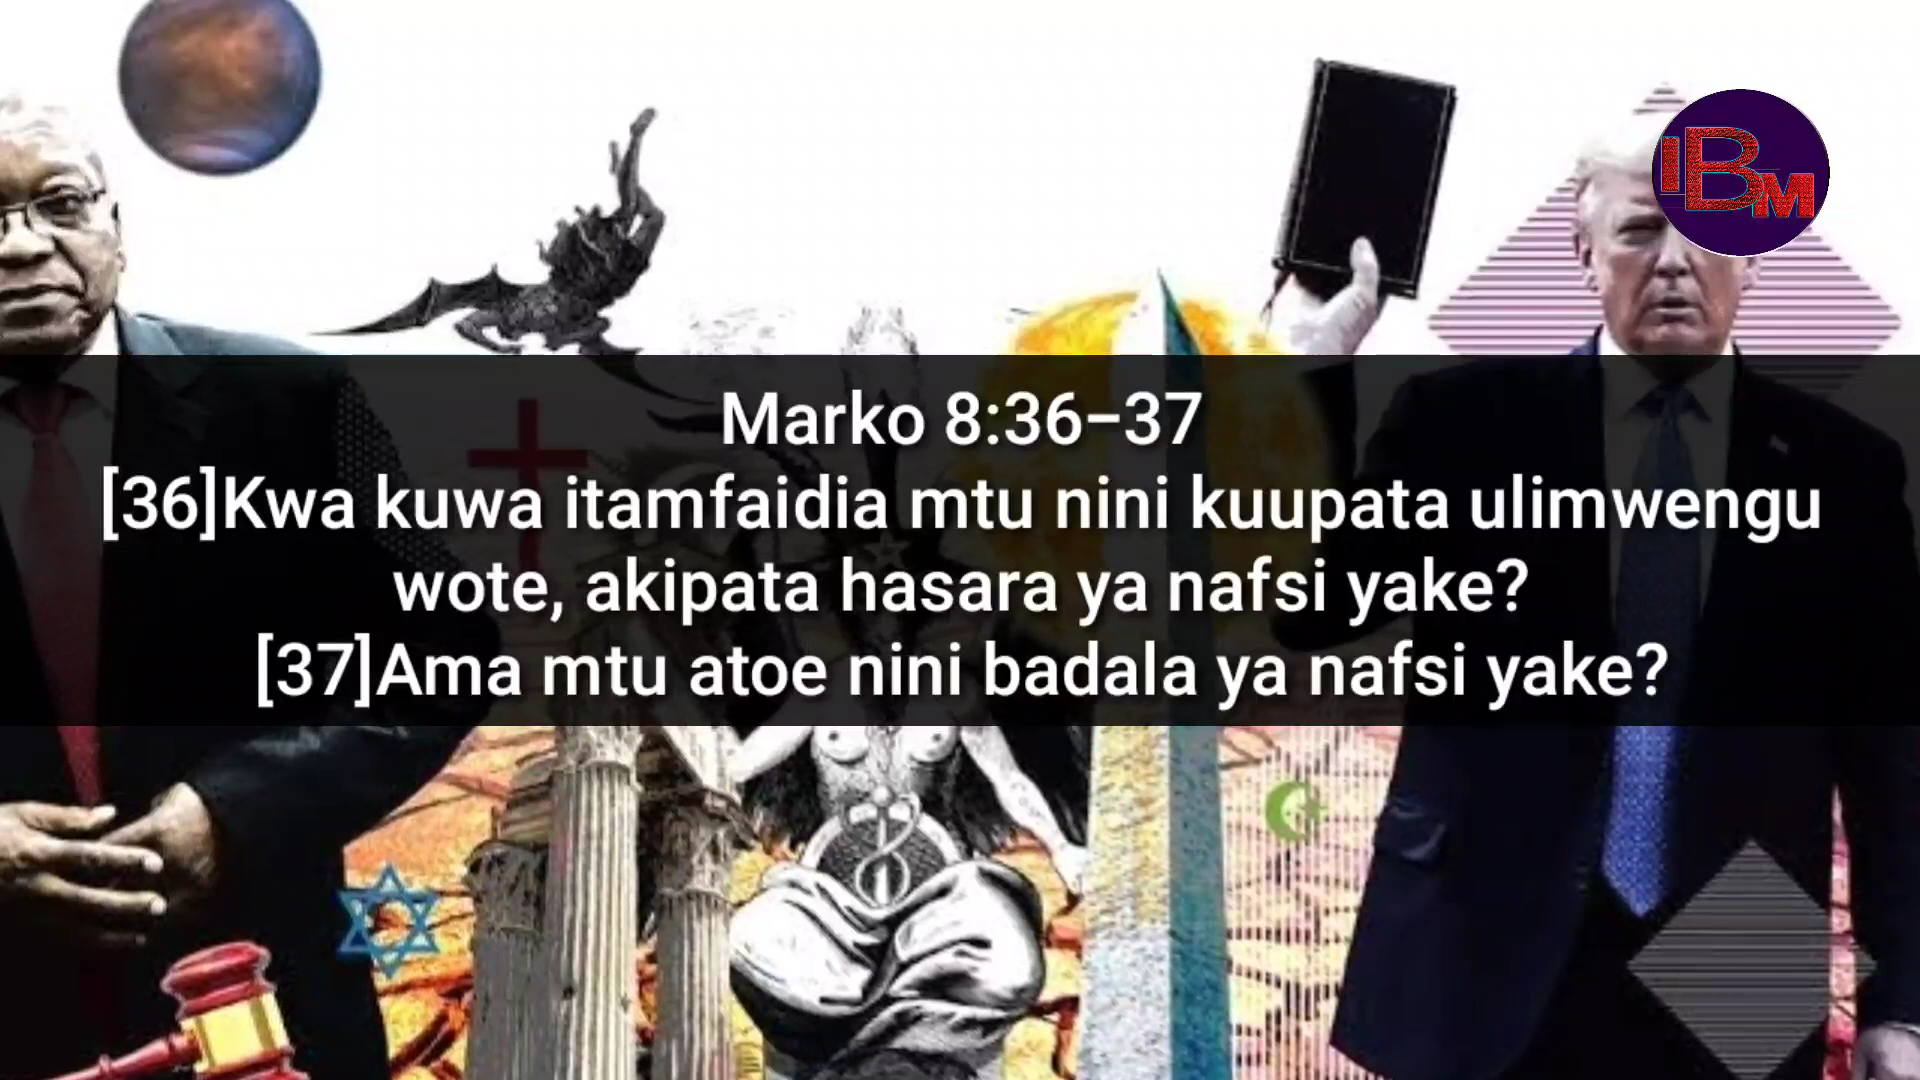 IBM
Marko 8:36–37
[36]Kwa kuwa itamfaidia mtu nini kuupata ulimwengu
wote, akipata hasara ya nafsi yake?
[37]Ama mtu atoe nini badala ya nafsi yake?